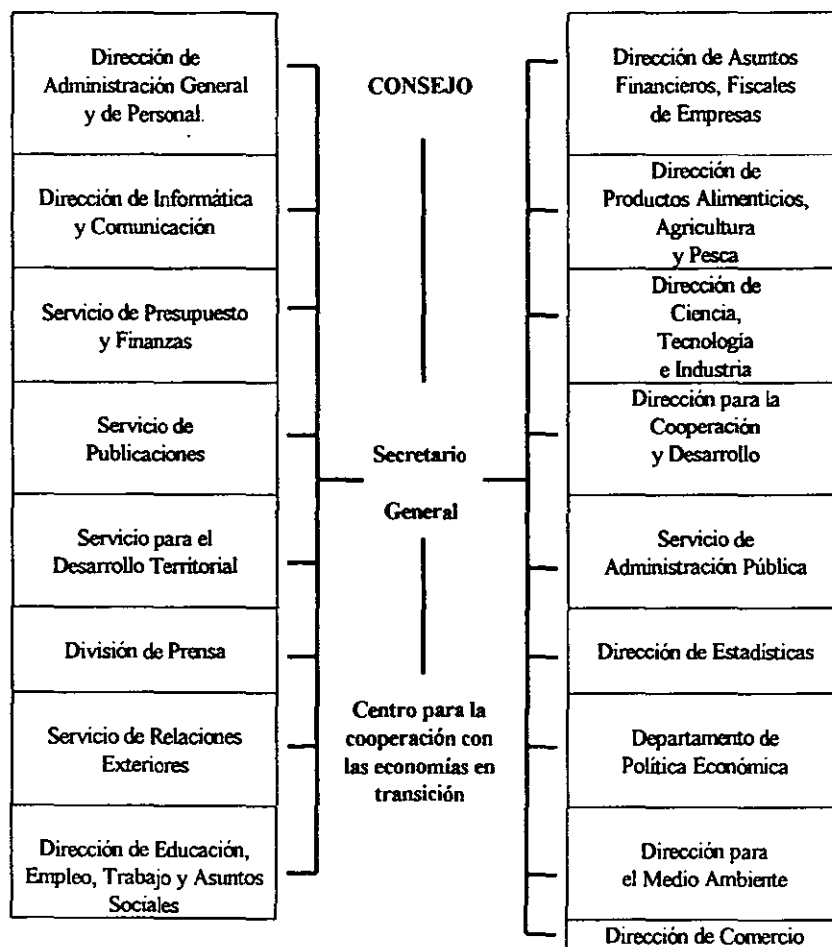 Dirección de
Administración General
y de Personal.
Dirección de Informática
y Comunicación
Servicio de Presupuesto
y Finanzas
Servicio de
Publicaciones
Servicio para el
Desarrollo Territorial
División de Prensa
Servicio de Relaciones
Exteriores
Dirección de Educación,
Empleo, Trabajo y Asuntos
Sociales
CONSEJO
Secretario
General
Centro para la
cooperación con
las economías en
transición
Dirección de Asuntos
Financieros, Fiscales
de Empresas
Dirección de
Productos Alimenticios,
Agricultura
y Pesca
Dirección de
Ciencia,
Tecnología
e Industria
Dirección para la
Cooperación
y Desarrollo
Servicio de
Administración Pública
Dirección de Estadísticas
Departamento de
Política Económica
Dirección para
el Medio Ambiente
Dirección de Comercio